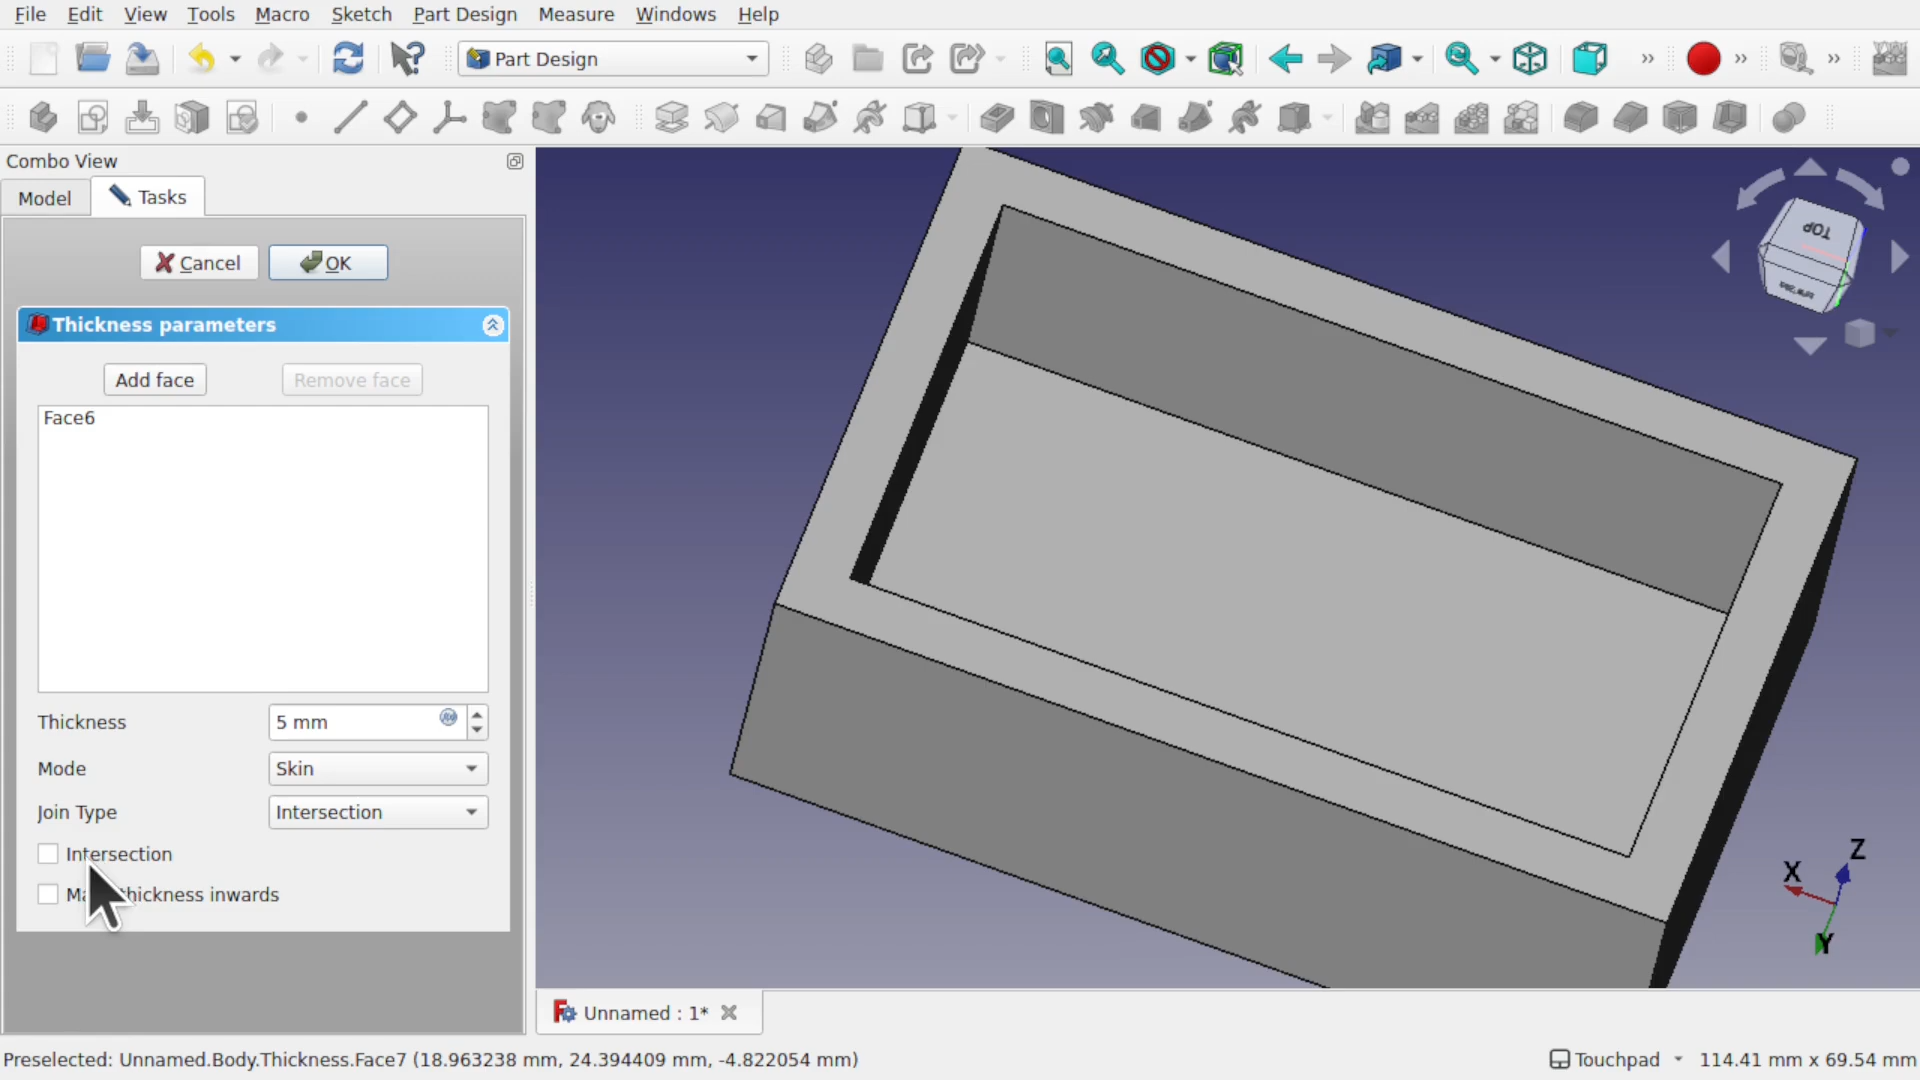 File Edit View Tools Macro Sketch Part Design Measure Windows Help
Part Design
Combo View
Model Tasks
Cancel OK
Thickness parameters
Add face Remove face
Face6
Thickness 5 mm
Mode Skin
Join Type Intersection
Intersection
thickness inwards
TOP
Z
X
Y
Unnamed : 1*
Preselected: Unnamed.Body.Thickness.Face7 (18.963238 mm, 24.394409 mm, -4.822054 mm)
Touchpad 114.41 mm x 69.54 mm